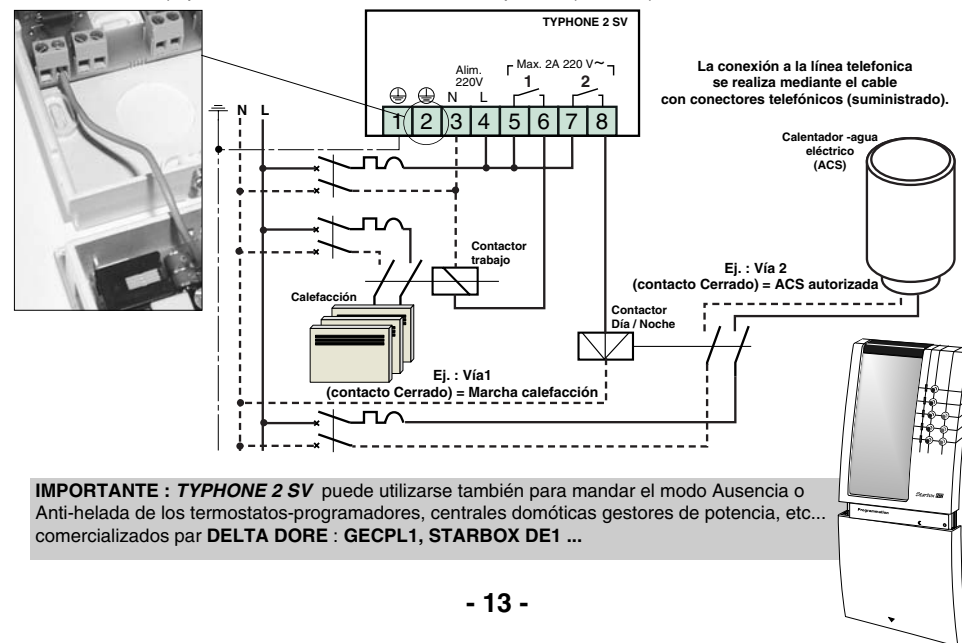 TYPHONE 2 SV
Alim.
220V
N L
Max. 2A 220 V~
1 2
1 2 3 4 5 6 7 8
N L
La conexión a la línea telefonica
se realiza mediante el cable
con conectores telefónicos (suministrado).
Calentador -agua
eléctrico
(ACS)
Contactor
trabajo
Calefacción
Ej. : Vía 2
(contacto Cerrado) = ACS autorizada
Contactor
Día / Noche
Ej. : Vía1
(contacto Cerrado) = Marcha calefacción
Starbox
Programmation
IMPORTANTE : TYPHONE 2 SV puede utilizarse también para mandar el modo Ausencia o
Anti-helada de los termostatos-programadores, centrales domóticas gestores de potencia, etc...
comercializados par DELTA DORE : GECPL1, STARBOX DE1 ...
- 13 -